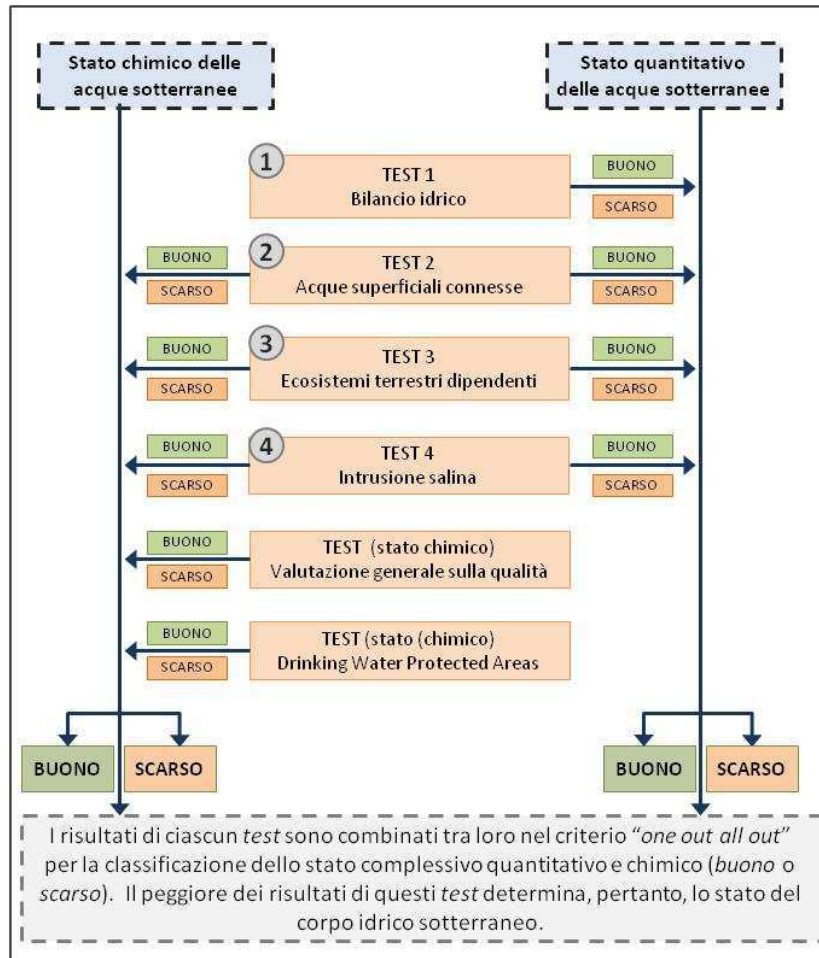 Stato chimico delle
acque sotterranee
Stato quantitativo
delle acque sotterranee
1
TEST 1
Bilancio idrico
BUONO
SCARSO
BUONO
SCARSO
2
TEST 2
Acque superficiali connesse
BUONO
SCARSO
BUONO
SCARSO
3
TEST 3
Ecosistemi terrestri dipendenti
BUONO
SCARSO
BUONO
SCARSO
4
TEST 4
Intrusione salina
BUONO
SCARSO
BUONO
SCARSO
TEST (stato chimico)
Valutazione generale sulla qualità
BUONO
SCARSO
TEST (stato (chimico)
Drinking Water Protected Areas
BUONO
SCARSO
BUONO
SCARSO
I risultati di ciascun test sono combinati tra loro nel criterio "one out all out"
per la classificazione dello stato complessivo quantitativo e chimico (buono o
scarso). Il peggiore dei risultati di questi test determina, pertanto, lo stato del
corpo idrico sotterraneo.